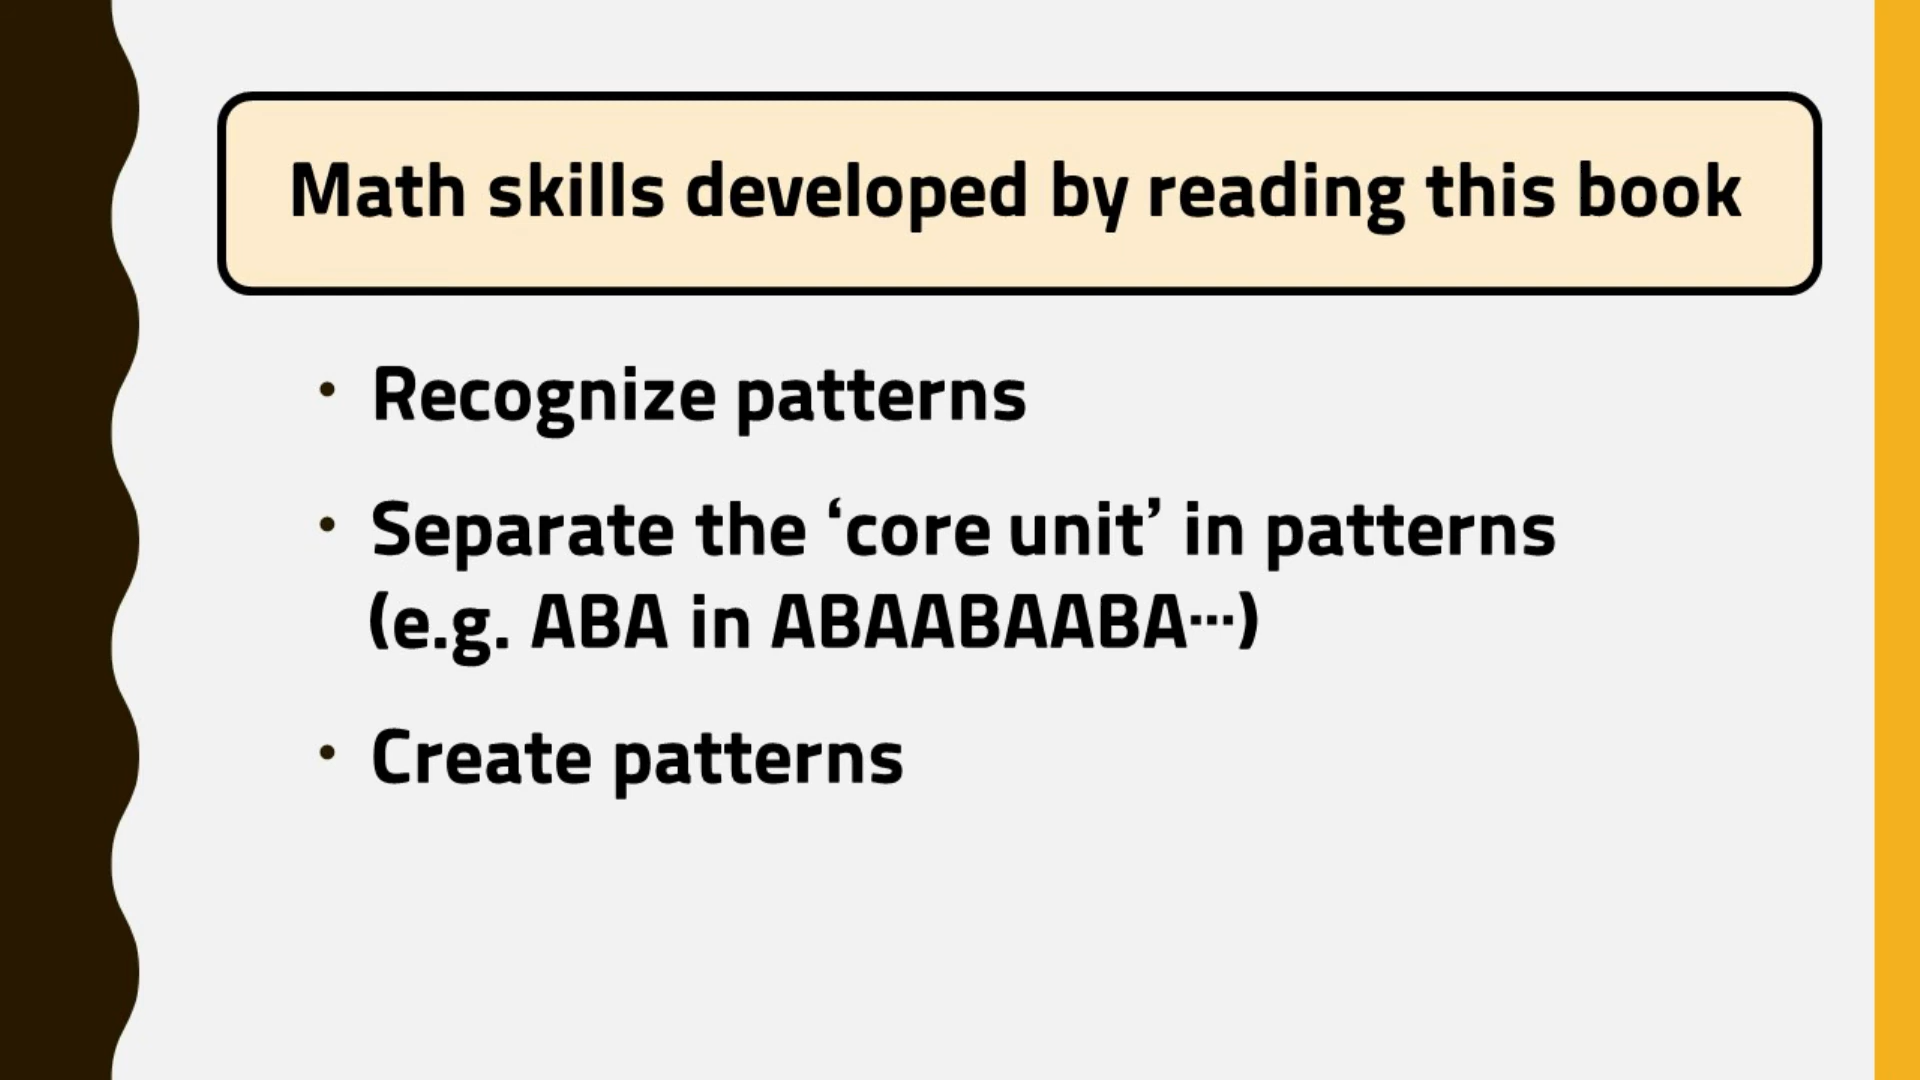 Math skills developed by reading this book
• Recognize patterns
• Separate the ‘core unit’ in patterns
(e.g. ABA in ABAABAABA⋯)
• Create patterns